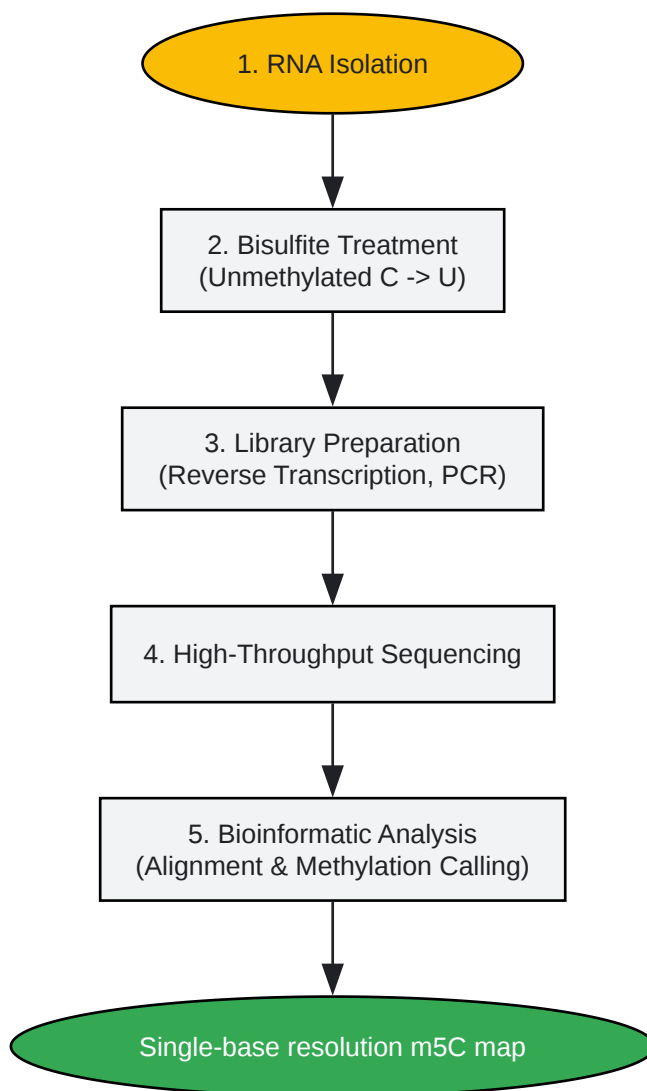 1. RNA Isolation
2. Bisulfite Treatment
(Unmethylated C -> U)
3. Library Preparation
(Reverse Transcription, PCR)
4. High-Throughput Sequencing
5. Bioinformatic Analysis
(Alignment & Methylation Calling)
Single-base resolution m5C map